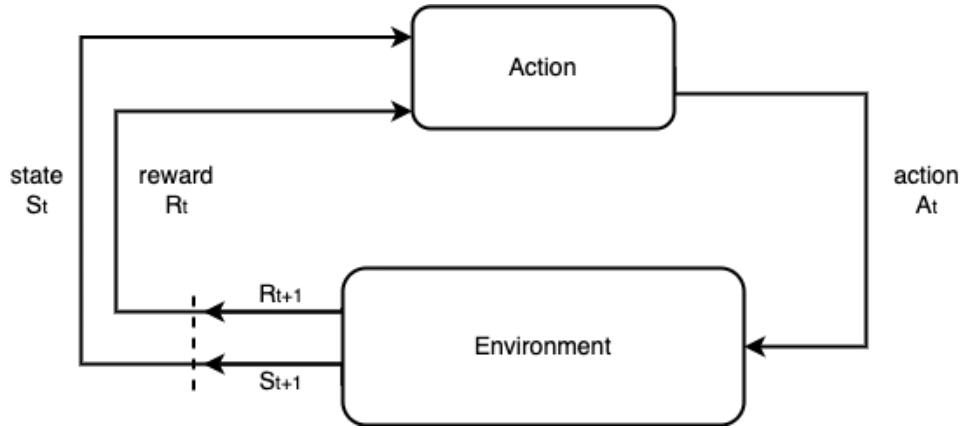 Action
state
St
reward
Rt
action
At
Rt+1
Environment
St+1